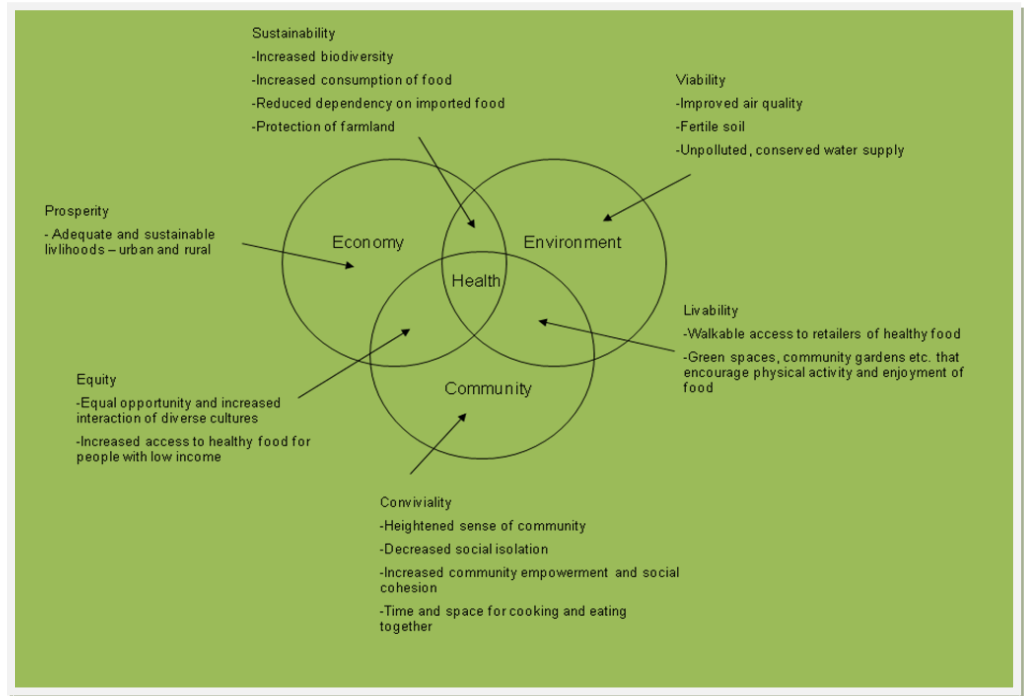 Sustainability
-Increased biodiversity
-Increased consumption of food
-Reduced dependency on imported food
-Protection of farmland
Viability
-Improved air quality
-Fertile soil
-Unpolluted, conserved water supply
Prosperity
- Adequate and sustainable
livlihoods – urban and rural
Economy
Environment
Health
Livability
-Walkable access to retailers of healthy food
-Green spaces, community gardens etc. that
encourage physical activity and enjoyment of
food
Equity
-Equal opportunity and increased
interaction of diverse cultures
-Increased access to healthy food for
people with low income
Community
Conviviality
-Heightened sense of community
-Decreased social isolation
-Increased community empowerment and social
cohesion
-Time and space for cooking and eating
together